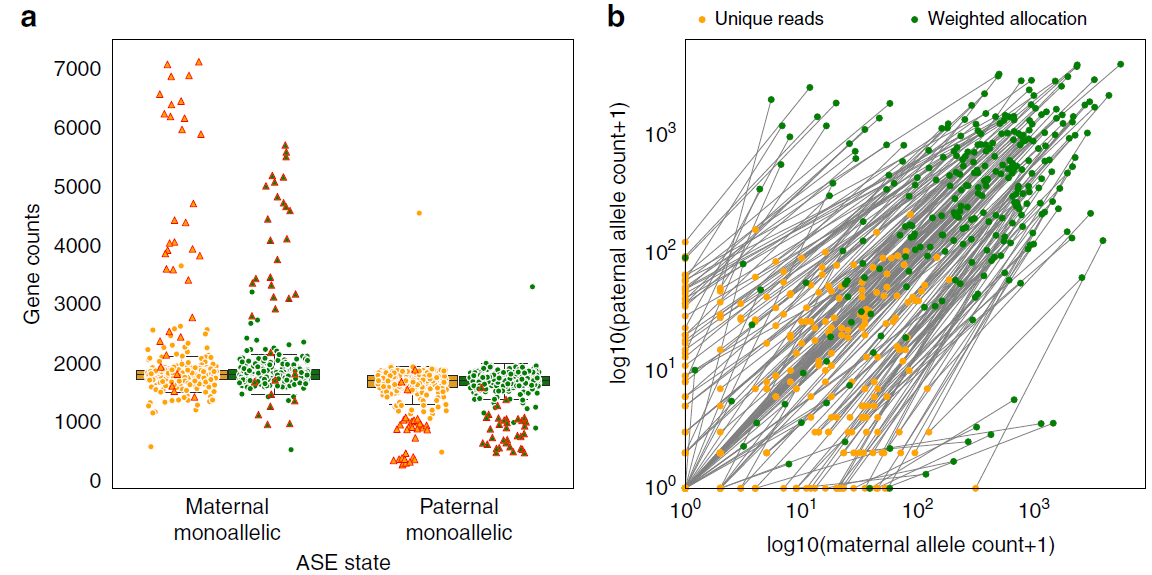 a
Gene counts
7000
6000
5000
4000
3000
2000
1000
0
Maternal
monoallelic
Paternal
monoallelic
ASE state
b
Unique reads
Weighted allocation
log10(paternal allele count+1)
10³
10²
10¹
10⁰
10⁰ 10¹ 10² 10³
log10(maternal allele count+1)